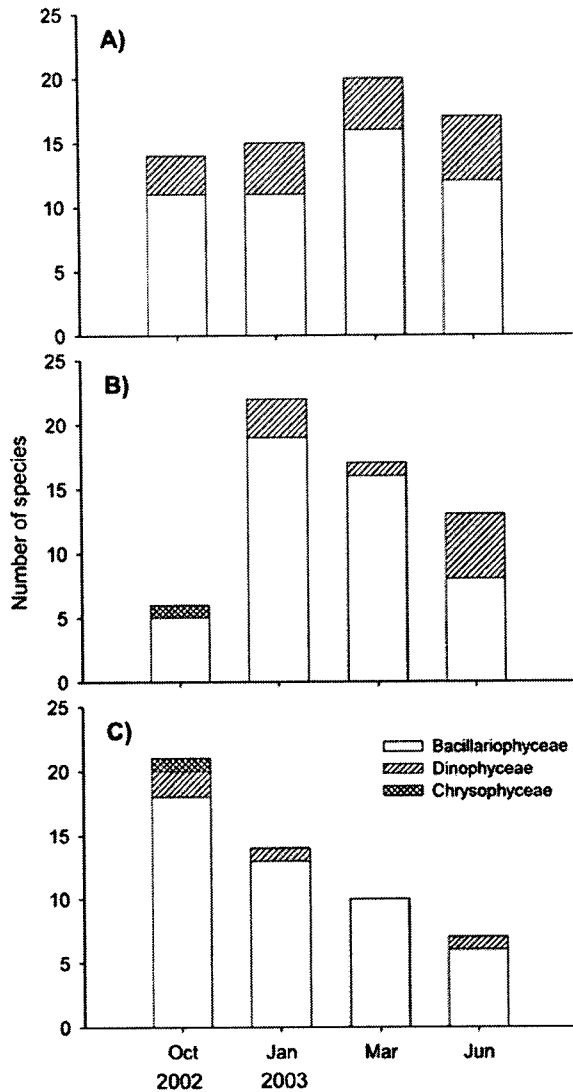 25
A)
20
15
10
5
0
25
B)
20
15
10
5
0
Number of species
25
C)
20
15
10
5
0
Bacillariophyceae
Dinophyceae
Chrysophyceae
Oct Jan Mar Jun
2002 2003